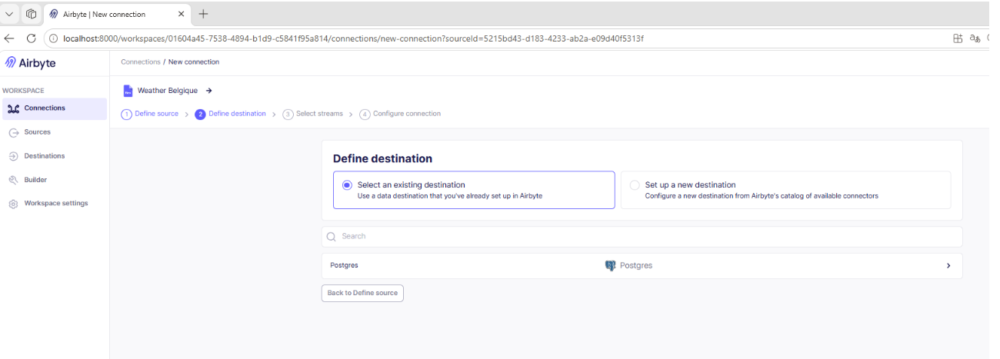 Airbyte | New connection
localhost:8000/workspaces/01604a45-7538-4894-b1d9-c5841f95a814/connections/new-connection?sourceId=5215bd43-d183-4233-ab2a-e09d40f5313f
Airbyte
Connections / New connection
WORKSPACE
Connections
Sources
Destinations
Builder
Workspace settings
Weather Belgique
1 Define source > 2 Define destination > 3 Select streams > 4 Configure connection
Define destination
Select an existing destination
Use a data destination that you've already set up in Airbyte
Set up a new destination
Configure a new destination from Airbyte's catalog of available connectors
Search
Postgres Postgres
Back to Define source